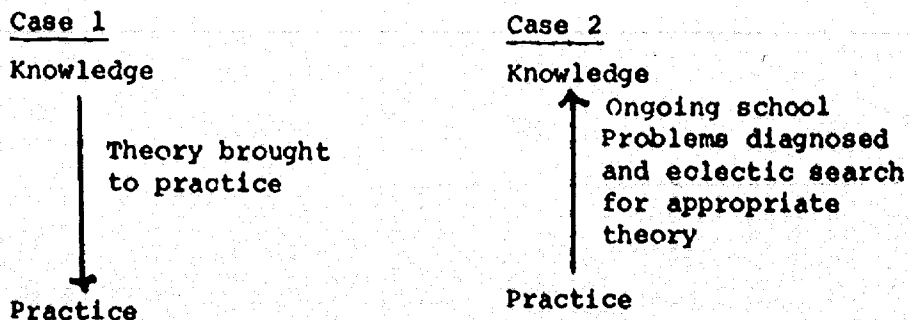 Case 1
Knowledge
Theory brought
to practice
Practice
Case 2
Knowledge
Ongoing school
Problems diagnosed
and eclectic search
for appropriate
theory
Practice